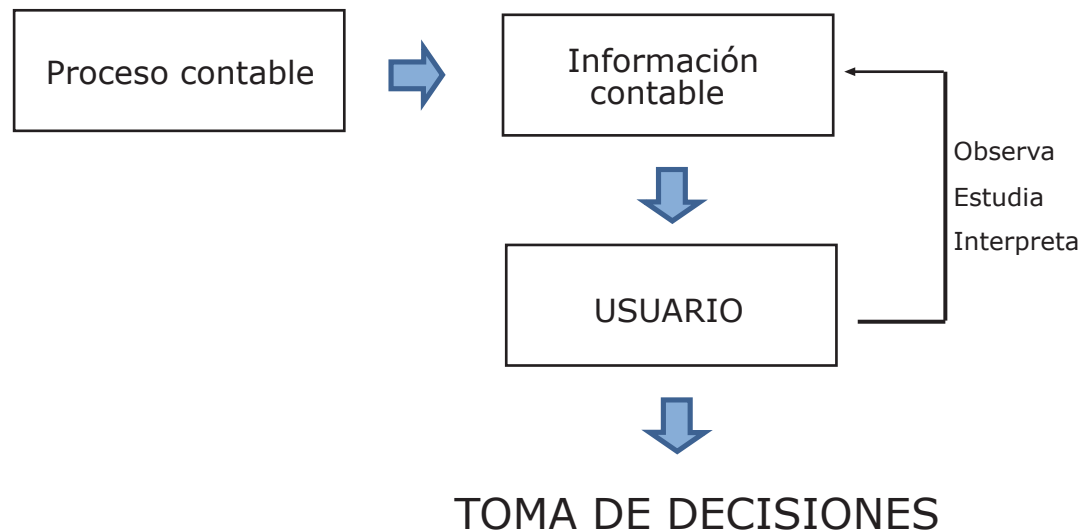 Proceso contable
Información
contable
Observa
Estudia
Interpreta
USUARIO
TOMA DE DECISIONES